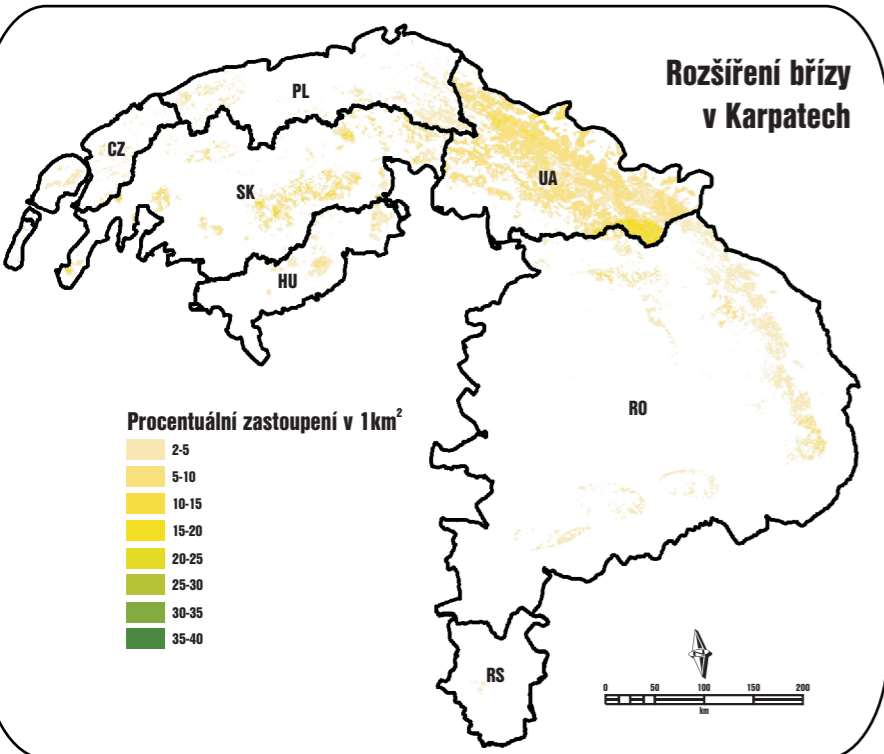 Rozšíření břízy
v Karpatech
PL
CZ
SK
UA
HU
RO
RS
Procentuální zastoupení v 1km²
2-5
5-10
10-15
15-20
20-25
25-30
30-35
35-40
0 50 100 150 200
km